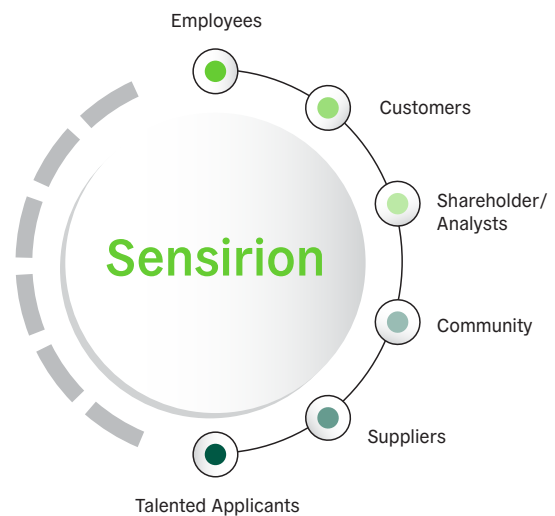 Employees
Customers
Shareholder/
Analysts
Sensirion
Community
Suppliers
Talented Applicants